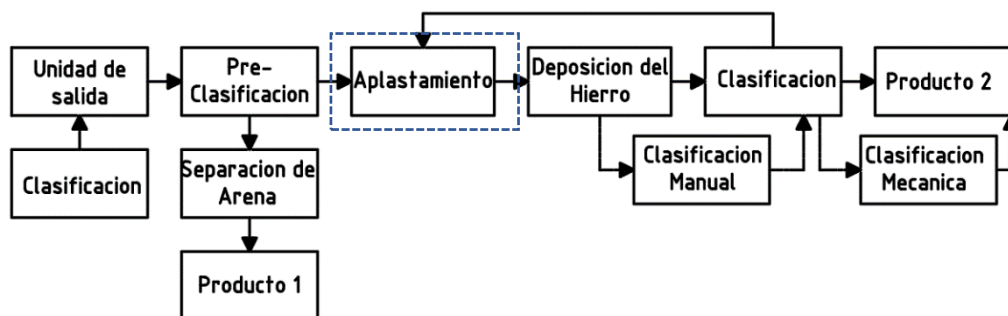 Unidad de
salida
Pre-
Clasificacion
Aplastamiento
Deposicion del
Hierro
Clasificacion
Producto 2
Clasificacion
Separacion de
Arena
Clasificacion
Manual
Clasificacion
Mecanica
Producto 1